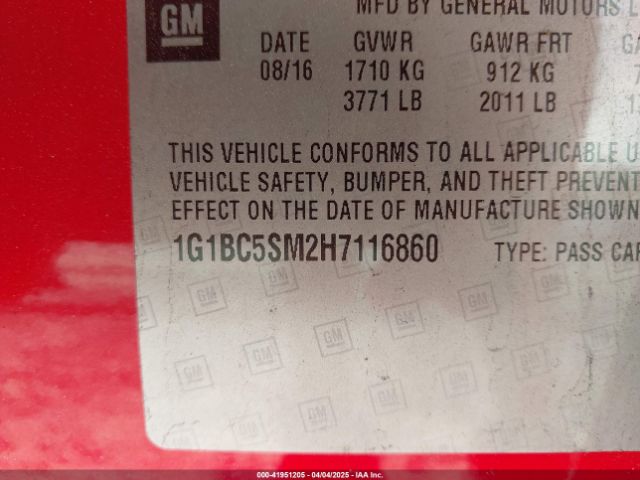 GM
MFD BY GENERAL MOTORS L
DATE GVWR GAWR FRT
08/16 1710 KG 912 KG
3771 LB 2011 LB
THIS VEHICLE CONFORMS TO ALL APPLICABLE
VEHICLE SAFETY, BUMPER, AND THEFT PREVENT
EFFECT ON THE DATE OF MANUFACTURE SHOWN
1G1BC5SM2H7116860 TYPE: PASS CAR
000-41951205 - 04/04/2025 - IAA Inc.